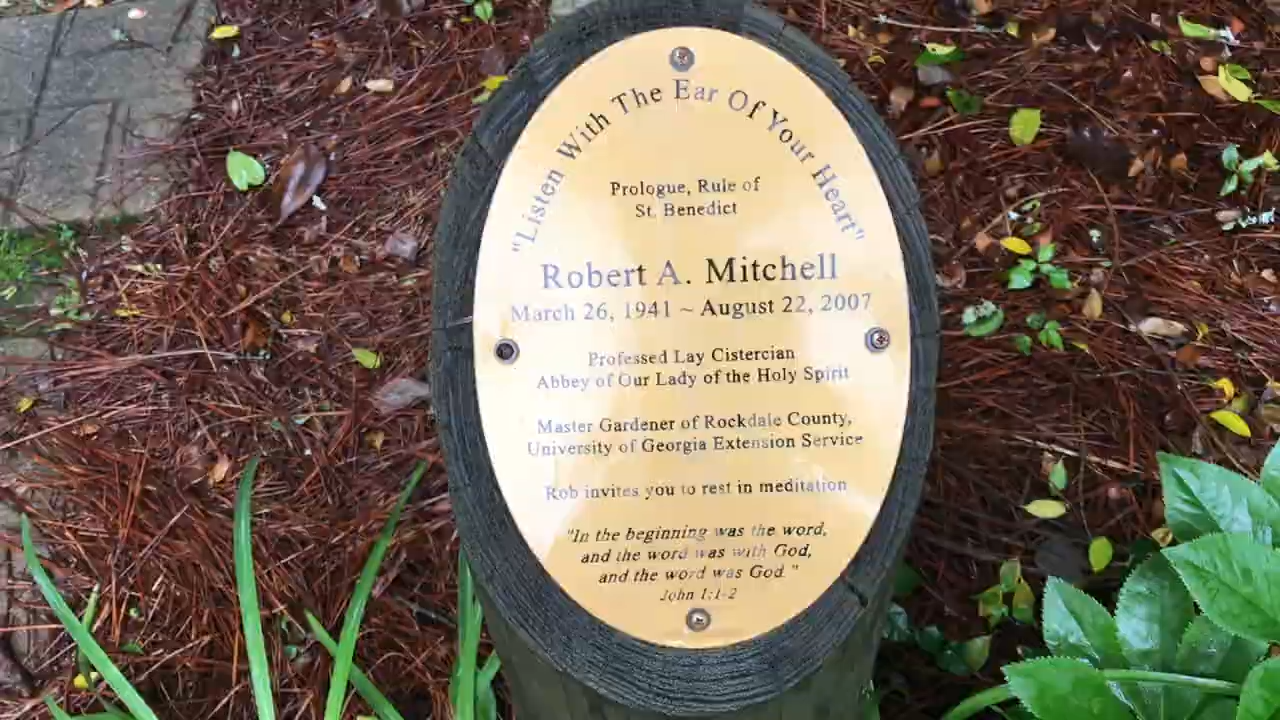 "Listen With The Ear Of Your Heart"
Prologue, Rule of
St. Benedict
Robert A. Mitchell
March 26, 1941 ~ August 22, 2007
Professed Lay Cistercian
Abbey of Our Lady of the Holy Spirit
Master Gardener of Rockdale County,
University of Georgia Extension Service
Rob invites you to rest in meditation
"In the beginning was the word,
and the word was with God,
and the word was God."
John 1:1-2